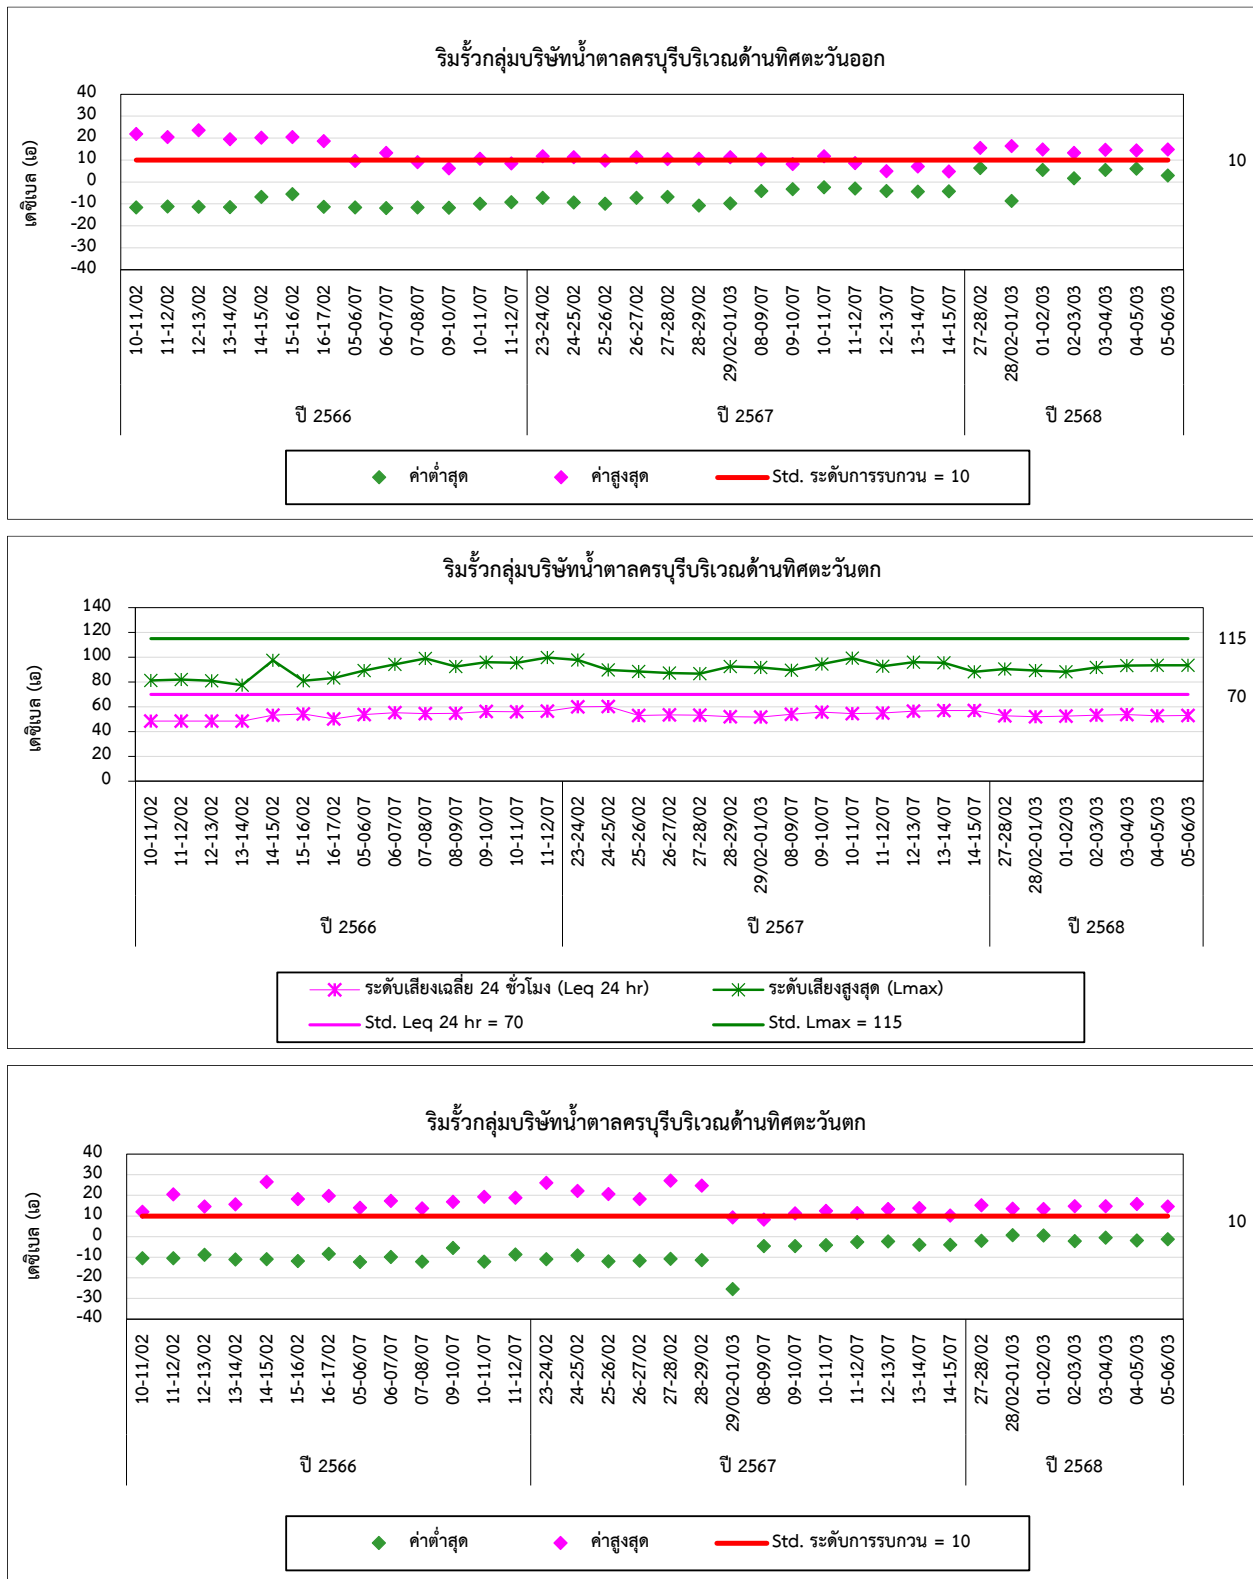 ริมรั้วกลุ่มบริษัทน้ำตาลครบุรีบริเวณด้านทิศตะวันออก
เดซิเบล (เอ)
40
30
20
10
0
-10
-20
-30
-40
10
10-11/02 11-12/02 12-13/02 13-14/02 14-15/02 15-16/02 16-17/02 05-06/07 06-07/07 07-08/07 09-10/07 10-11/07 11-12/07 23-24/02 24-25/02 25-26/02 26-27/02 27-28/02 28-29/02 29/02-01/03 08-09/07 09-10/07 10-11/07 11-12/07 12-13/07 13-14/07 14-15/07 27-28/02 28/02-01/03 01-02/03 02-03/03 03-04/03 04-05/03 05-06/03
ปี 2566 ปี 2567 ปี 2568
ค่าต่ำสุด ค่าสูงสุด Std. ระดับการรบกวน = 10
ริมรั้วกลุ่มบริษัทน้ำตาลครบุรีบริเวณด้านทิศตะวันตก
เดซิเบล (เอ)
140
120
100
80
60
40
20
0
115
70
10-11/02 11-12/02 12-13/02 13-14/02 14-15/02 15-16/02 16-17/02 05-06/07 06-07/07 07-08/07 08-09/07 09-10/07 10-11/07 11-12/07 23-24/02 24-25/02 25-26/02 26-27/02 27-28/02 28-29/02 29/02-01/03 08-09/07 09-10/07 10-11/07 11-12/07 12-13/07 13-14/07 14-15/07 27-28/02 28/02-01/03 01-02/03 02-03/03 03-04/03 04-05/03 05-06/03
ปี 2566 ปี 2567 ปี 2568
ระดับเสียงเฉลี่ย 24 ชั่วโมง (Leq 24 hr) ระดับเสียงสูงสุด (Lmax)
Std. Leq 24 hr = 70 Std. Lmax = 115
ริมรั้วกลุ่มบริษัทน้ำตาลครบุรีบริเวณด้านทิศตะวันตก
เดซิเบล (เอ)
40
30
20
10
0
-10
-20
-30
-40
10
10-11/02 11-12/02 12-13/02 13-14/02 14-15/02 15-16/02 16-17/02 05-06/07 06-07/07 07-08/07 09-10/07 10-11/07 11-12/07 23-24/02 24-25/02 25-26/02 26-27/02 27-28/02 28-29/02 29/02-01/03 08-09/07 09-10/07 10-11/07 11-12/07 12-13/07 13-14/07 14-15/07 27-28/02 28/02-01/03 01-02/03 02-03/03 03-04/03 04-05/03 05-06/03
ปี 2566 ปี 2567 ปี 2568
ค่าต่ำสุด ค่าสูงสุด Std. ระดับการรบกวน = 10